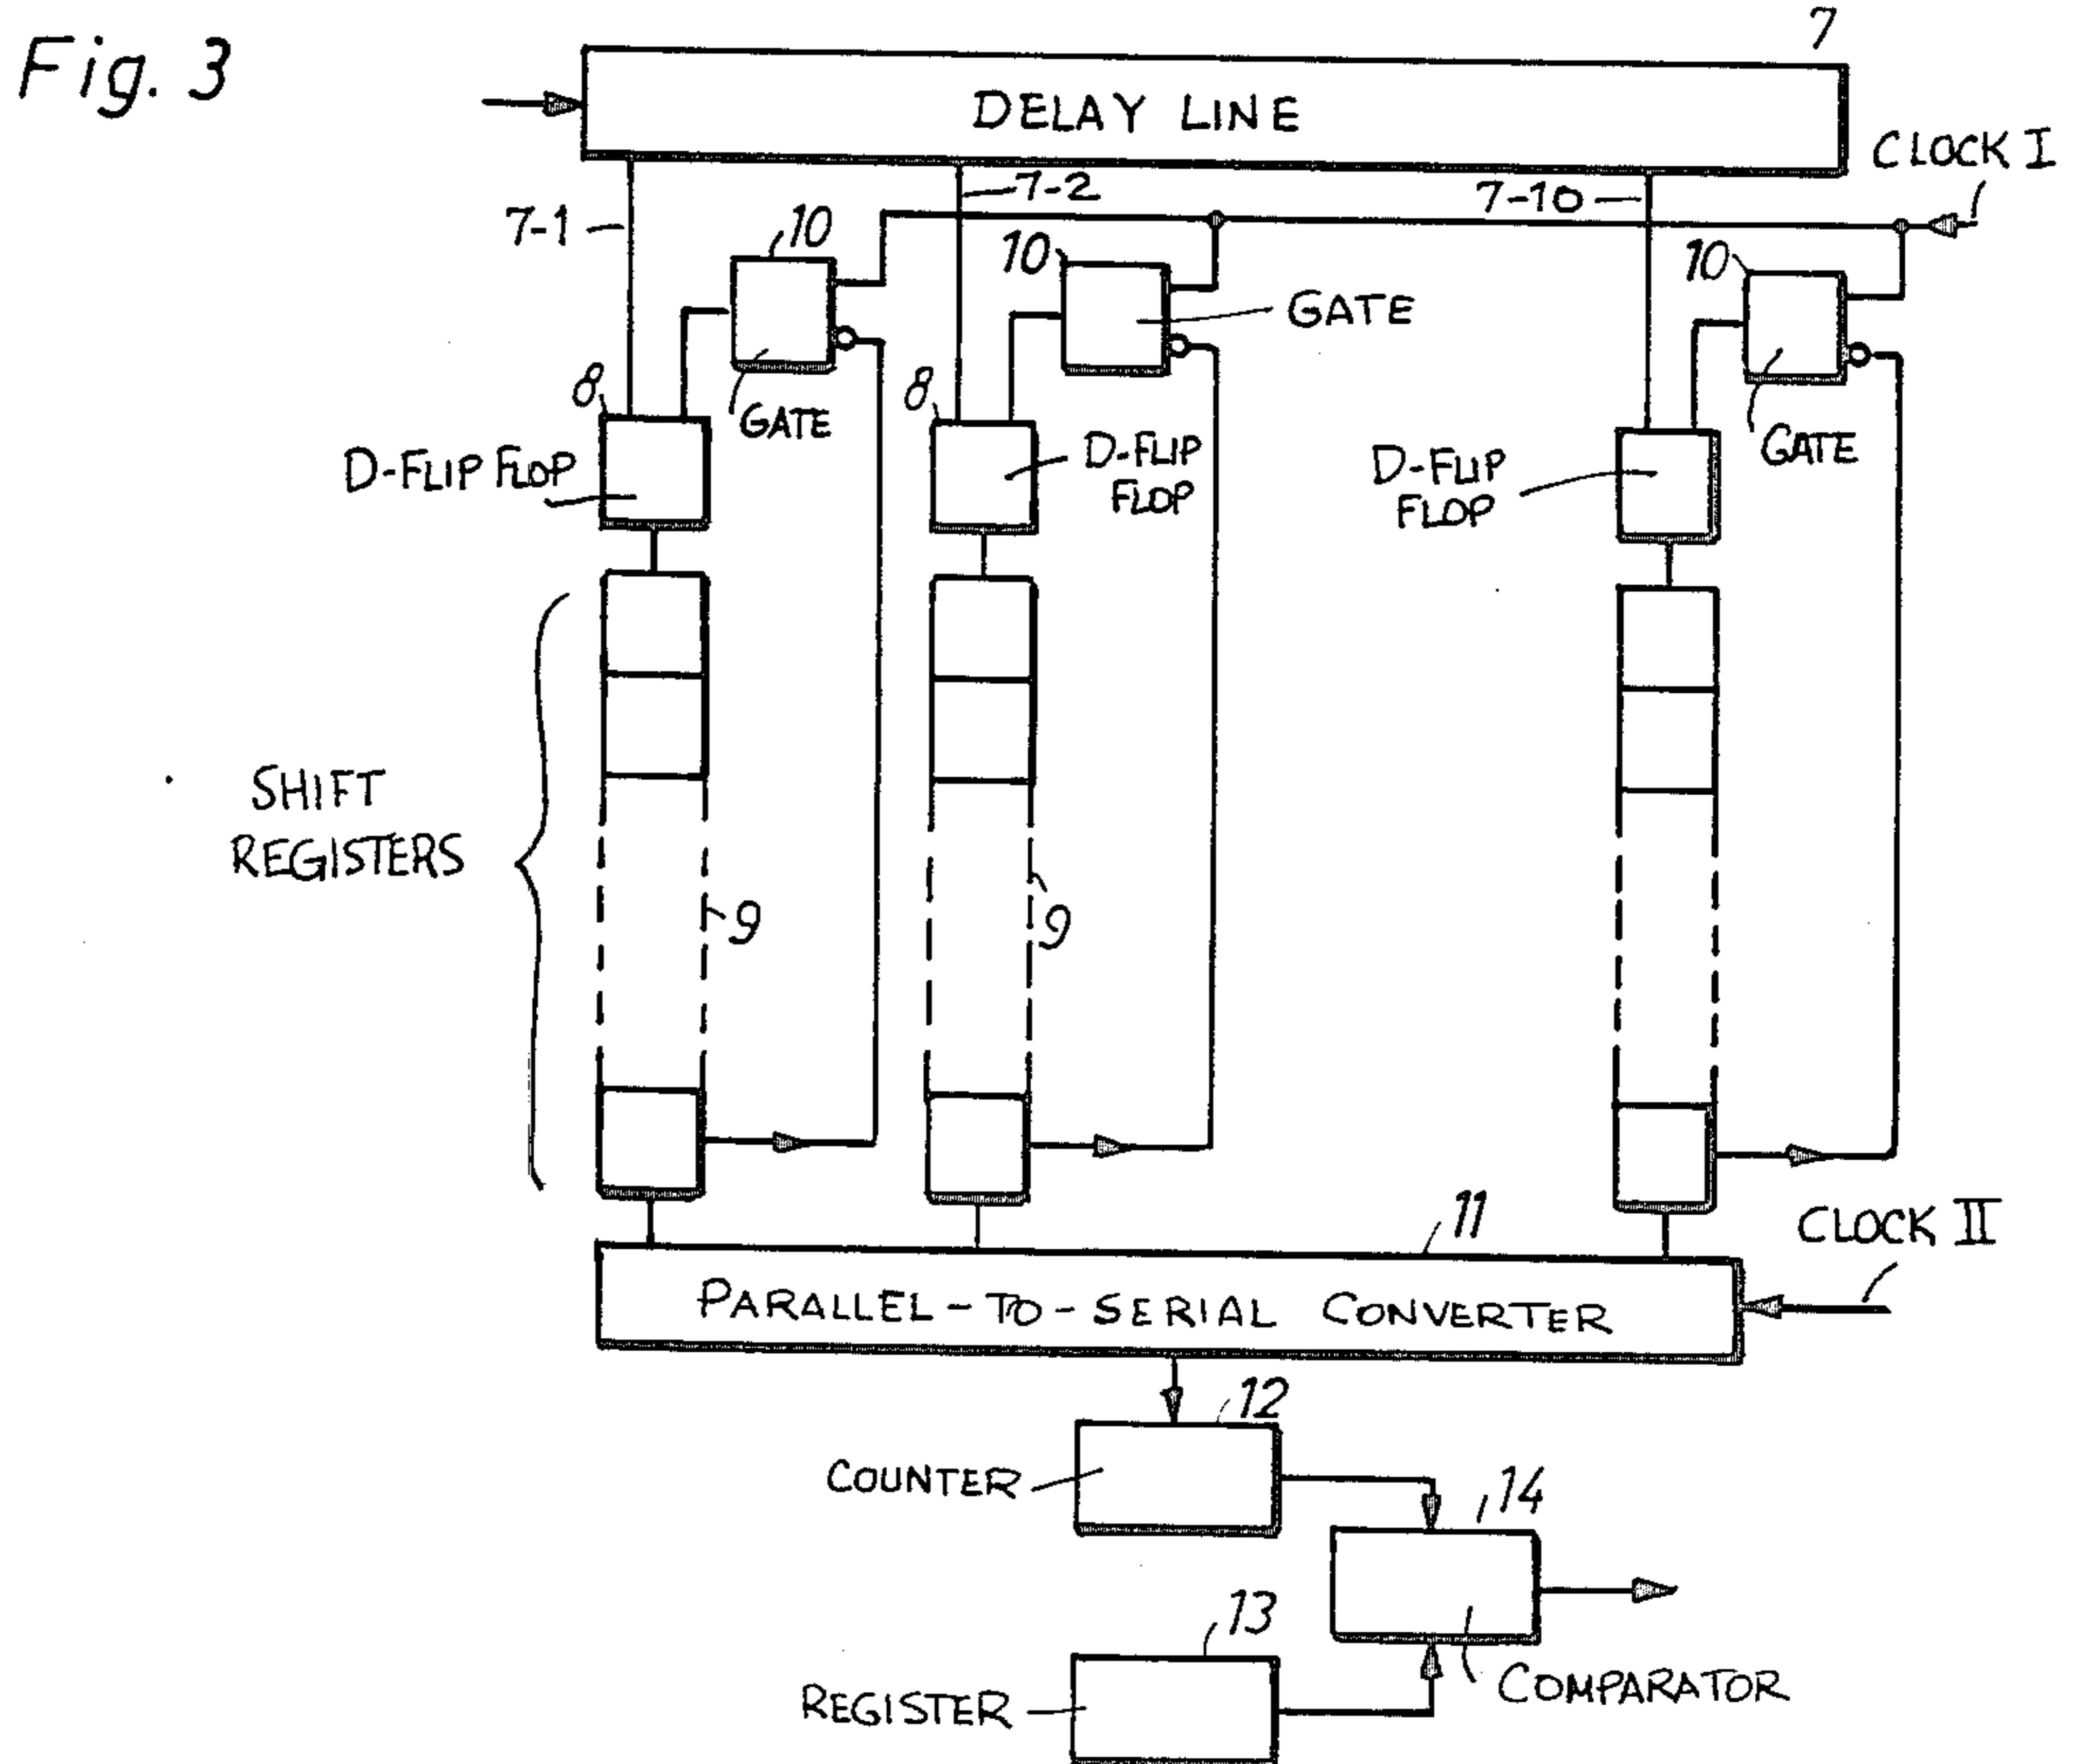 Fig. 3
7
DELAY LINE
CLOCK I
7-1
7-2
7-10
10
10
10
GATE
GATE
GATE
8
8
D-FLIP FLOP
D-FLIP
FLOP
D-FLIP
FLOP
SHIFT
REGISTERS
9
9
11
CLOCK II
PARALLEL-TO-SERIAL CONVERTER
12
COUNTER
14
13
REGISTER
COMPARATOR